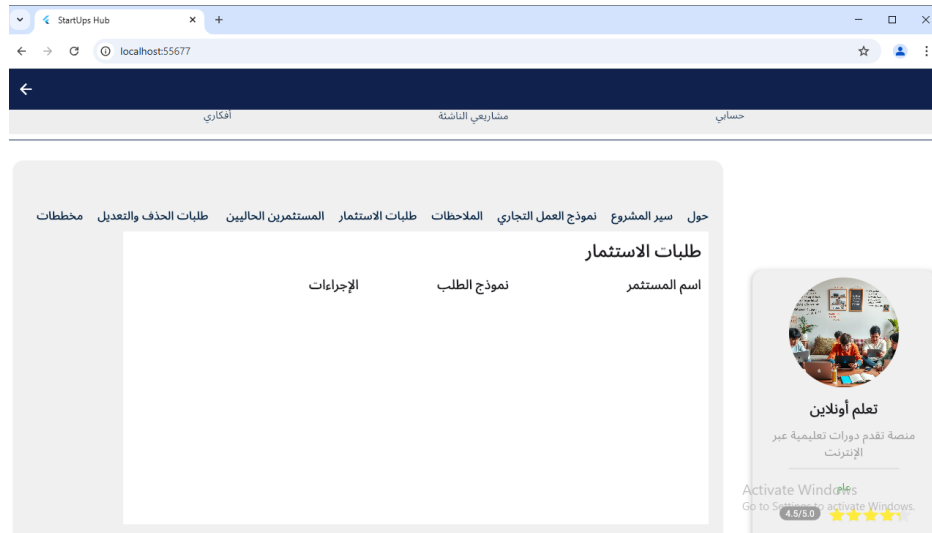 StartUps Hub
localhost:55677
حسابي
مشاريعي الناشئة
أفكاري
حول سير المشروع نموذج العمل التجاري الملاحظات طلبات الاستثمار المستثمرين الحاليين طلبات الحذف والتعديل مخططات
طلبات الاستثمار
اسم المستثمر نموذج الطلب الإجراءات
تعلم أونلاين
منصة تقدم دورات تعليمية عبر
الإنترنت
عام
4.5/5.0
Activate Windows
Go to Settings to activate Windows.